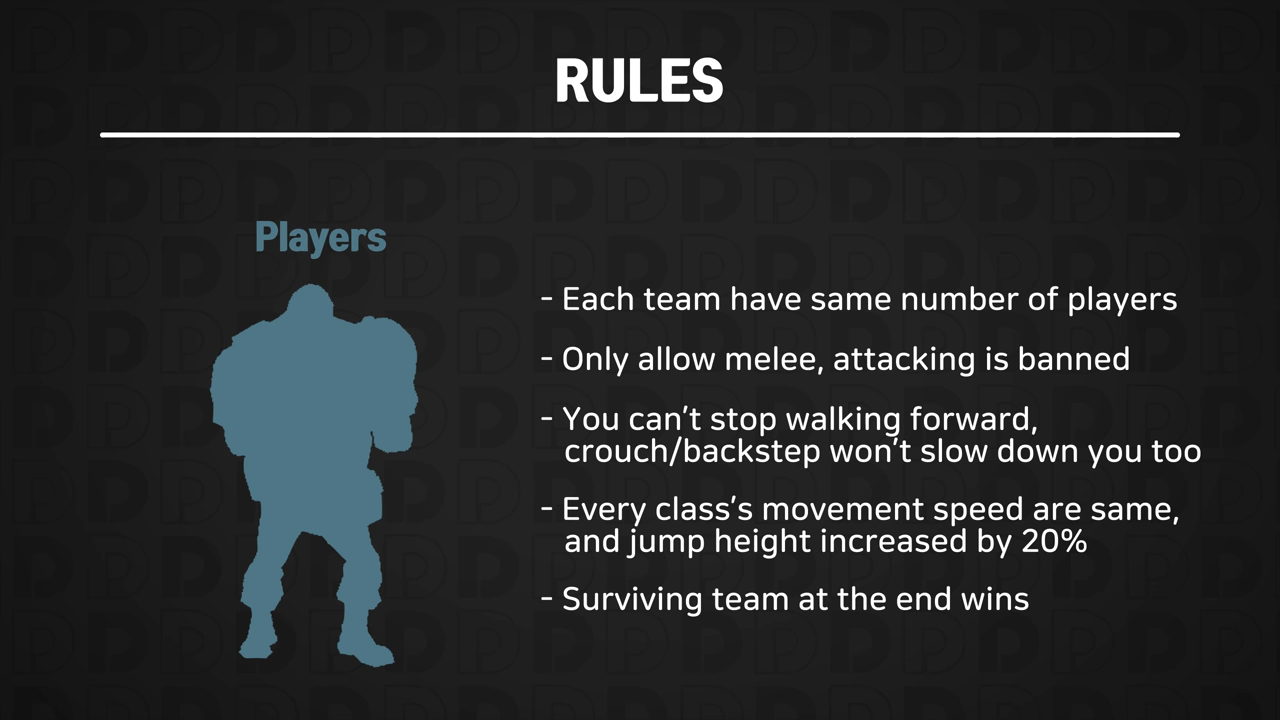 RULES
Players
- Each team have same number of players
- Only allow melee, attacking is banned
- You can't stop walking forward,
crouch/backstep won't slow down you too
- Every class's movement speed are same,
and jump height increased by 20%
- Surviving team at the end wins